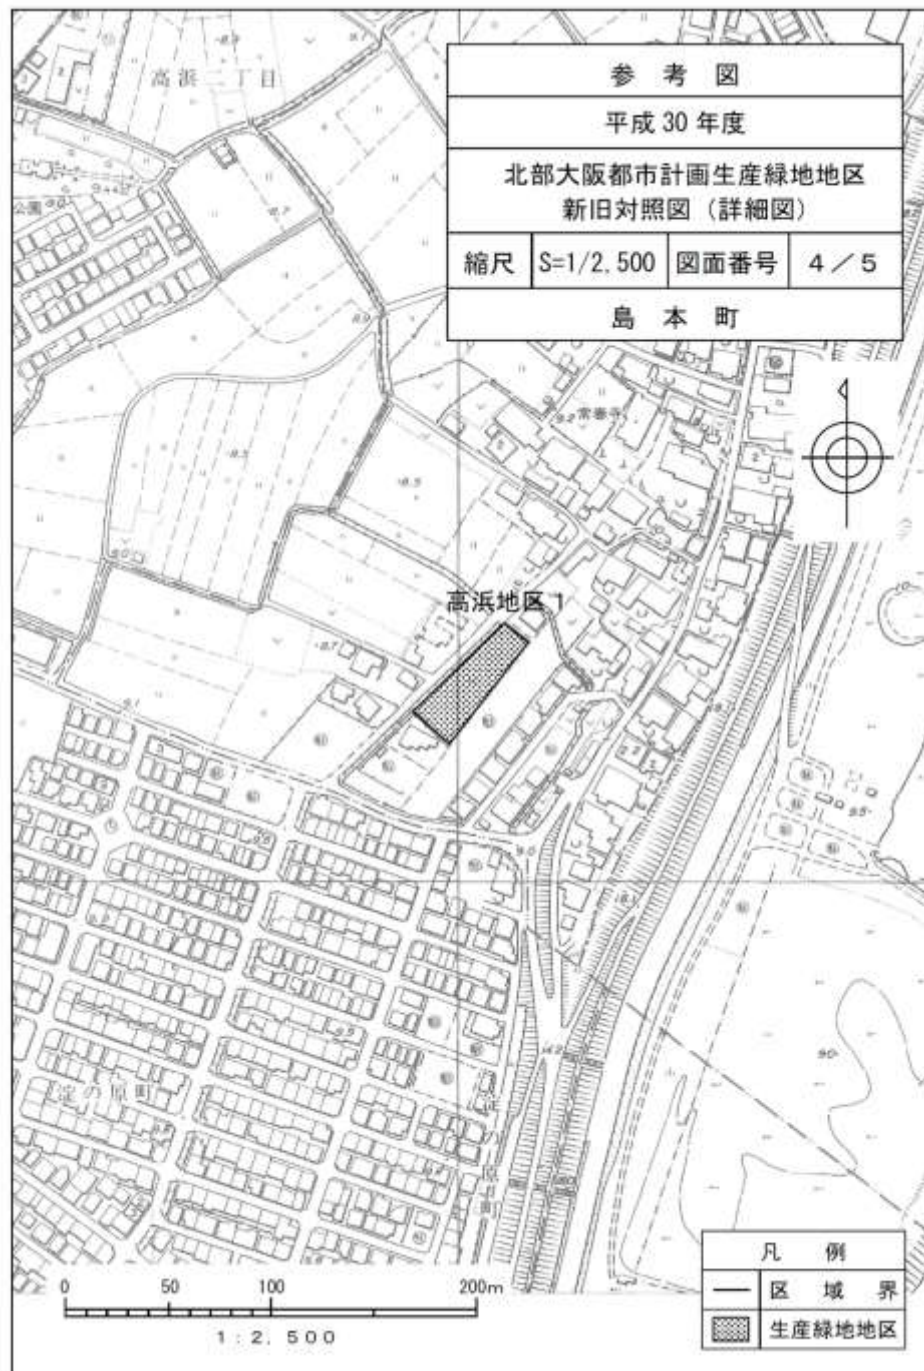 高浜二丁目
参考図
平成30年度
北部大阪都市計画生産緑地地区
新旧対照図（詳細図）
縮尺 S=1/2,500 図面番号 4／5
島本町
公園
高浜地区1
淀の原町
凡例
区域界
生産緑地地区
0 50 100 200m
1:2,500